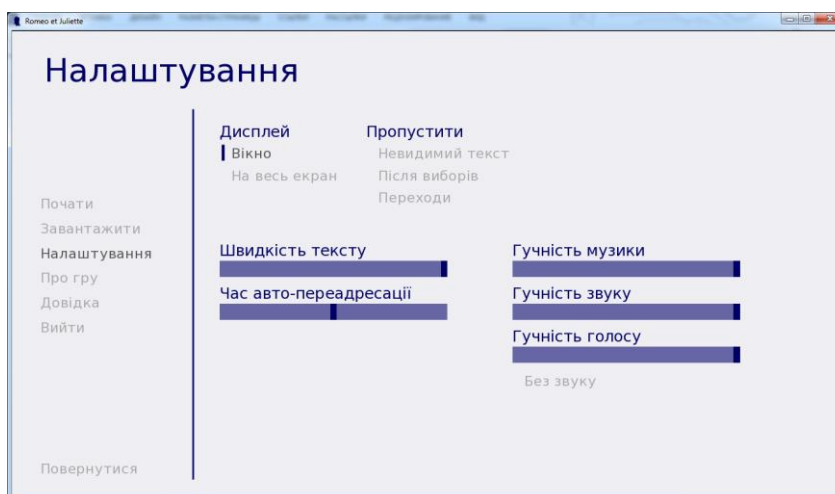 Romeo et Juliette
Налаштування
Почати
Завантажити
Налаштування
Про гру
Довідка
Вийти
Повернутися
Дисплей
Вікно
На весь екран
Пропустити
Невидимий текст
Після виборів
Переходи
Швидкість тексту
Час авто-переадресації
Гучність музики
Гучність звуку
Гучність голосу
Без звуку